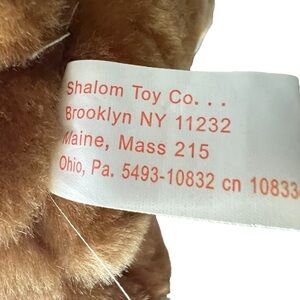 Shalom Toy Co. . .
Brooklyn NY 11232
Maine, Mass 215
Ohio, Pa. 5493-10832 cn 10833